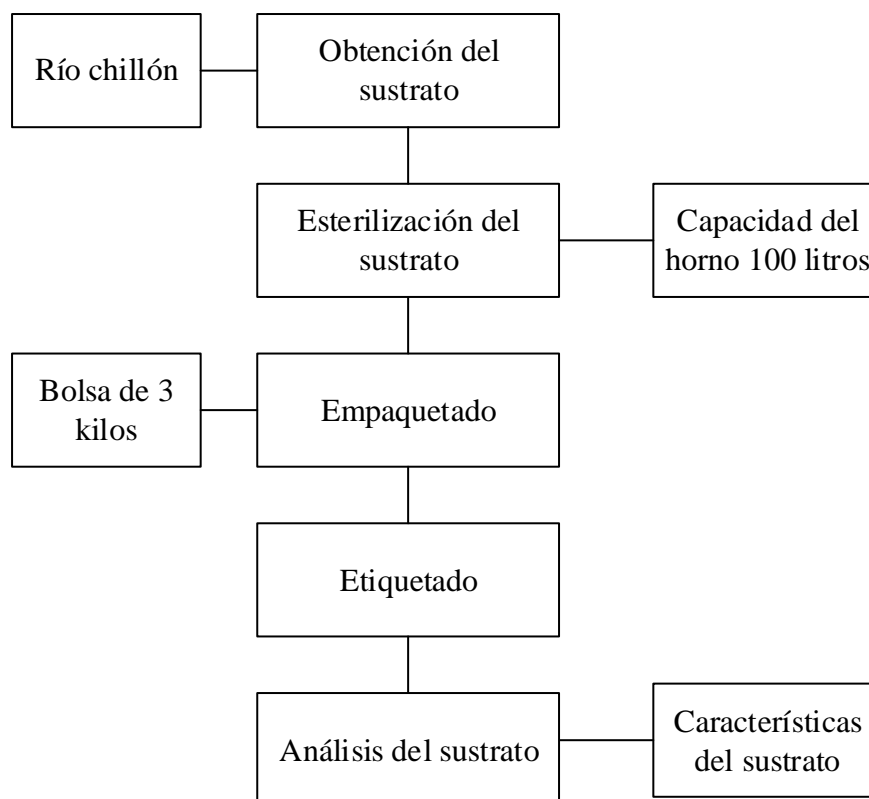 Río chillón
Obtención del
sustrato
Esterilización del
sustrato
Capacidad del
horno 100 litros
Bolsa de 3
kilos
Empaquetado
Etiquetado
Análisis del sustrato
Características
del sustrato